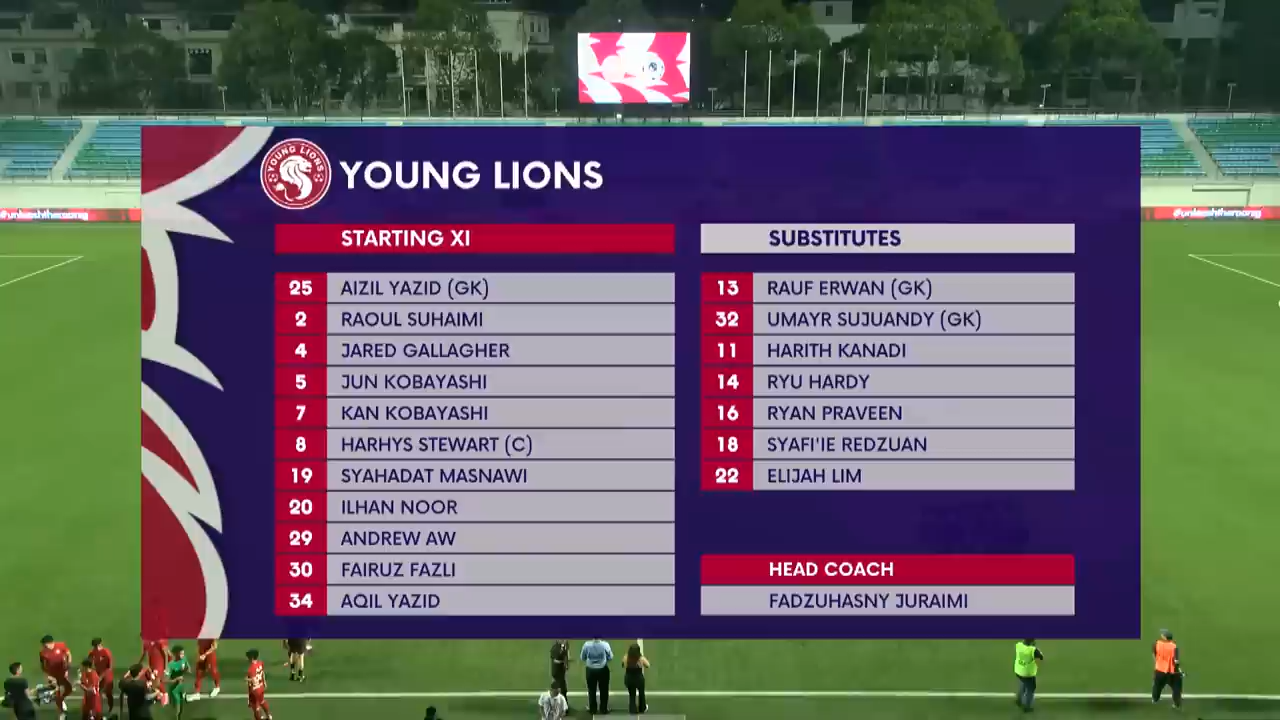 YOUNG LIONS
YOUNG LIONS
STARTING XI
25 AIZIL YAZID (GK)
2 RAOUL SUHAIMI
4 JARED GALLAGHER
5 JUN KOBAYASHI
7 KAN KOBAYASHI
8 HARHYS STEWART (C)
19 SYAHADAT MASNAWI
20 ILHAN NOOR
29 ANDREW AW
30 FAIRUZ FAZLI
34 AQIL YAZID
SUBSTITUTES
13 RAUF ERWAN (GK)
32 UMAYR SUJUANDY (GK)
11 HARITH KANADI
14 RYU HARDY
16 RYAN PRAVEEN
18 SYAFI'IE REDZUAN
22 ELIJAH LIM
HEAD COACH
FADZUHASNY JURAIMI
#unleashtheroar
#unleashtheroar